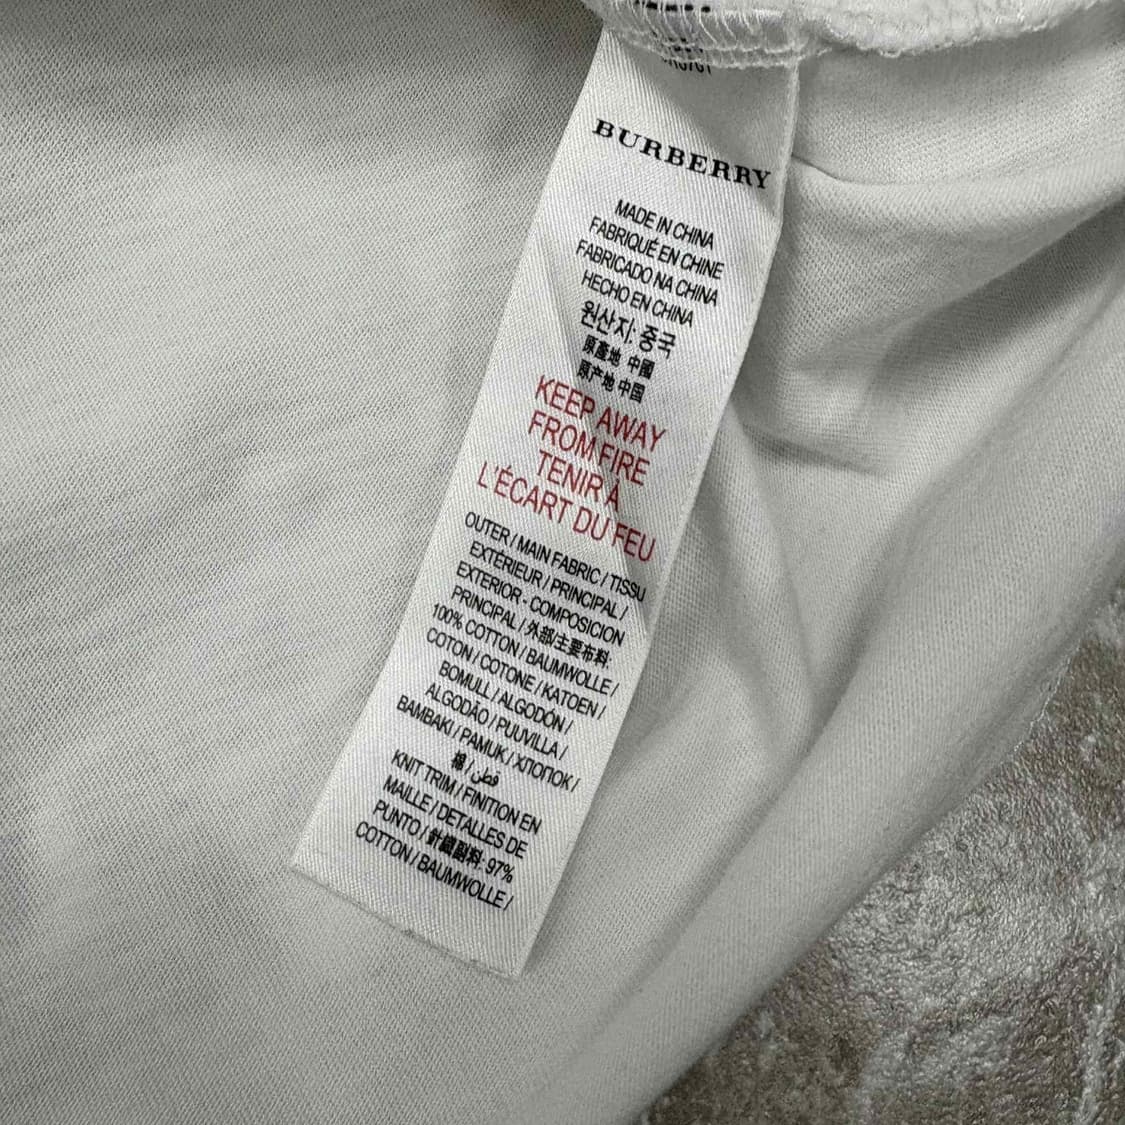 BURBERRY
MADE IN CHINA
FABRIQUÉ EN CHINE
FABRICADO NA CHINA
HECHO EN CHINA
원산지: 중국
原產地 中國
原产地 中国
KEEP AWAY
FROM FIRE
TENIR À
L'ÉCART DU FEU
OUTER / MAIN FABRIC / TISSU
EXTÉRIEUR / PRINCIPAL /
EXTERIOR - COMPOSICION
PRINCIPAL / 外部/主要布料:
100% COTTON / BAUMWOLLE /
COTON / COTONE / KATOEN /
BOMULL / ALGODÓN /
ALGODÃO / PUUVILLA /
BAMBAKI / PAMUK / ХЛОПОК /
棉 / قطن
KNIT TRIM / FINITION EN
MAILLE / DETALLES DE
PUNTO / 針織副料: 97%
COTTON / BAUMWOLLE /